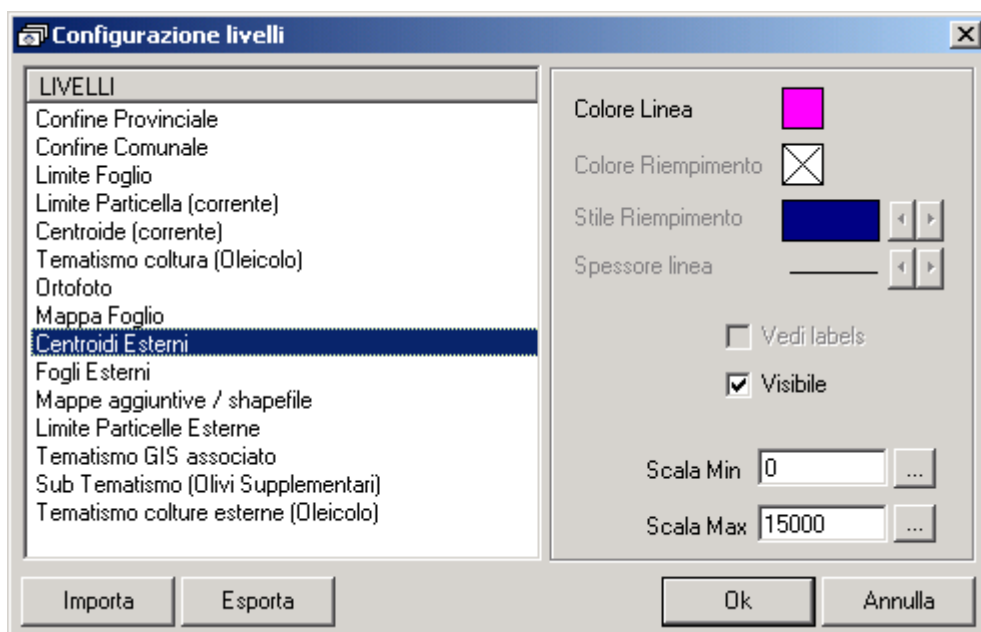 Configurazione livelli
LIVELLI
Confine Provinciale
Confine Comunale
Limite Foglio
Limite Particella (corrente)
Centroide (corrente)
Tematismo coltura (Oleicolo)
Ortofoto
Mappa Foglio
Centroidi Esterni
Fogli Esterni
Mappe aggiuntive / shapefile
Limite Particelle Esterne
Tematismo GIS associato
Sub Tematismo (Olivi Supplementari)
Tematismo colture esterne (Oleicolo)
Colore Linea
Colore Riempimento
Stile Riempimento
Spessore linea
Vedi labels
Visibile
Scala Min 0 ...
Scala Max 15000 ...
Importa Esporta Ok Annulla